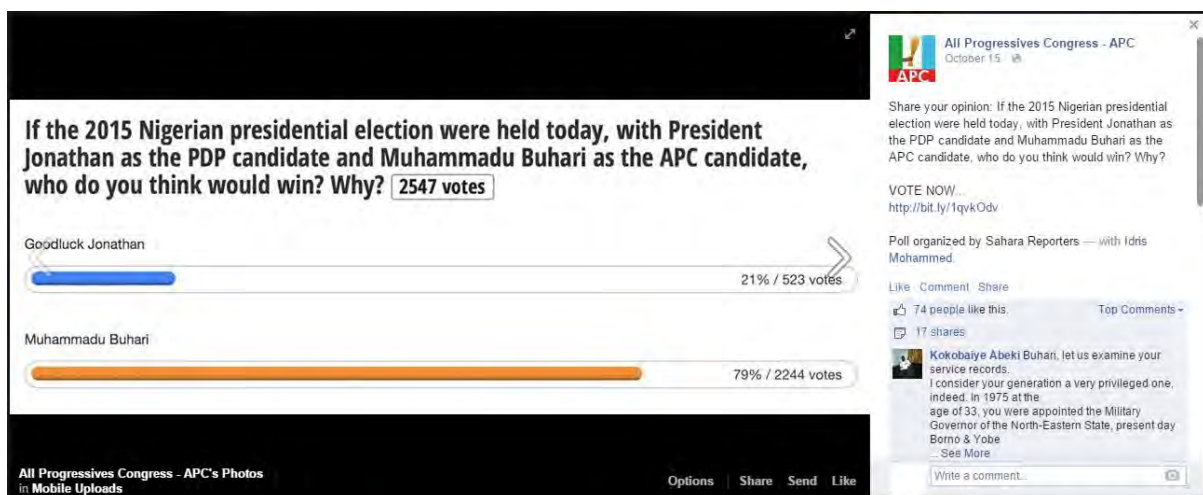 If the 2015 Nigerian presidential election were held today, with President
Jonathan as the PDP candidate and Muhammadu Buhari as the APC candidate,
who do you think would win? Why? 2547 votes
Goodluck Jonathan
21% / 523 votes
Muhammadu Buhari
79% / 2244 votes
All Progressives Congress - APC's Photos
in Mobile Uploads
Options Share Send Like
APC
All Progressives Congress - APC
October 15
Share your opinion: If the 2015 Nigerian presidential
election were held today, with President Jonathan as
the PDP candidate and Muhammadu Buhari as the
APC candidate, who do you think would win? Why?
VOTE NOW...
http://bit.ly/1qvkOdv
Poll organized by Sahara Reporters — with Idris
Mohammed.
Like Comment Share
74 people like this.
Top Comments
17 shares
Kokobaiye Abeki Buhari, let us examine your
service records.
I consider your generation a very privileged one,
indeed. In 1975 at the
age of 33, you were appointed the Military
Governor of the North-Eastern State, present day
Borno & Yobe
... See More
Write a comment...